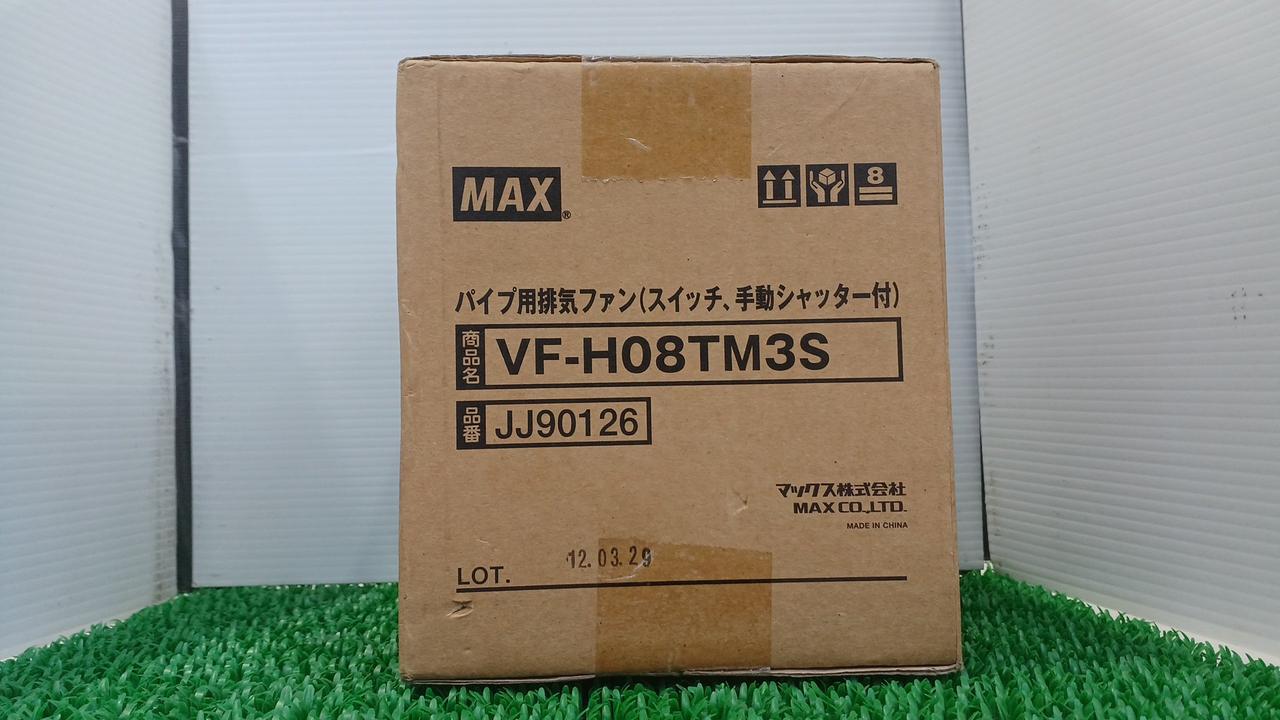 MAX®
8
パイプ用排気ファン(スイッチ、手動シャッター付)
商品名 VF-H08TM3S
品番 JJ90126
マックス株式会社
MAX CO.,LTD.
MADE IN CHINA
LOT. 12.03.29